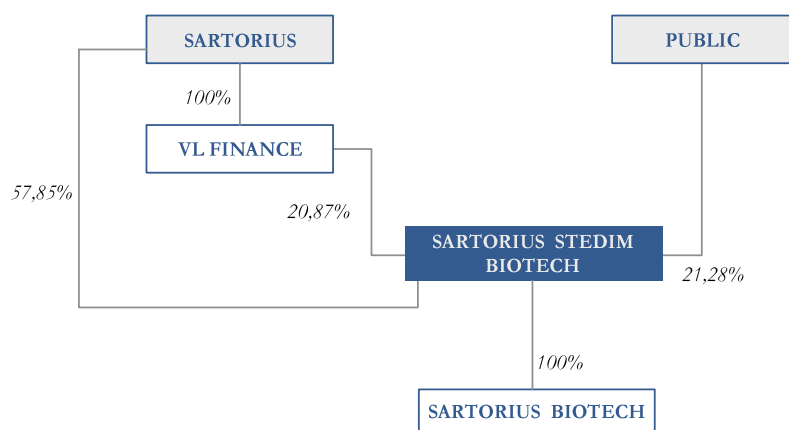 SARTORIUS
PUBLIC
100%
VL FINANCE
57,85%
20,87%
SARTORIUS STEDIM
BIOTECH
21,28%
100%
SARTORIUS BIOTECH